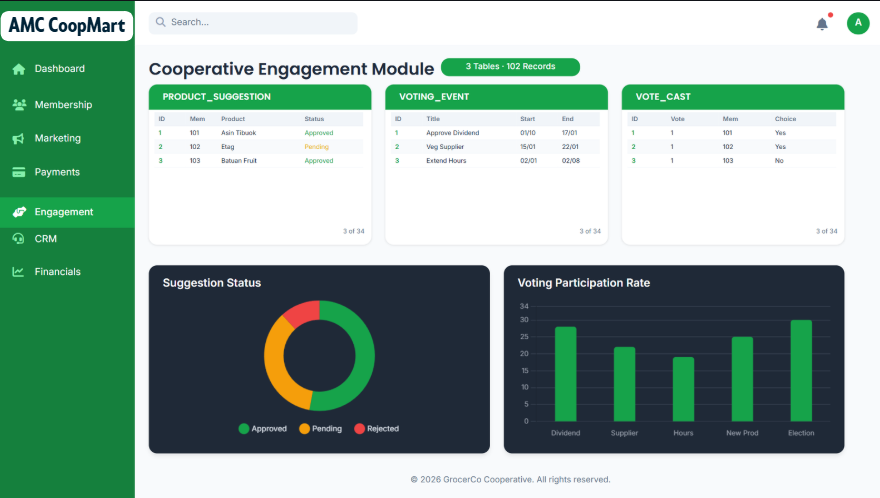 AMC CoopMart
Search...
A
Dashboard
Membership
Marketing
Payments
Engagement
CRM
Financials
Cooperative Engagement Module
3 Tables - 102 Records
PRODUCT_SUGGESTION
ID Mem Product Status
1 101 Asin Tibuok Approved
2 102 Etag Pending
3 103 Batuan Fruit Approved
3 of 34
VOTING_EVENT
ID Title Start End
1 Approve Dividend 01/10 17/01
2 Veg Supplier 15/01 22/01
3 Extend Hours 02/01 02/08
3 of 34
VOTE_CAST
ID Vote Mem Choice
1 1 101 Yes
2 1 102 Yes
3 1 103 No
3 of 34
Suggestion Status
Approved Pending Rejected
Voting Participation Rate
34
30
25
20
15
10
5
0
Dividend Supplier Hours New Prod Election
© 2026 GrocerCo Cooperative. All rights reserved.